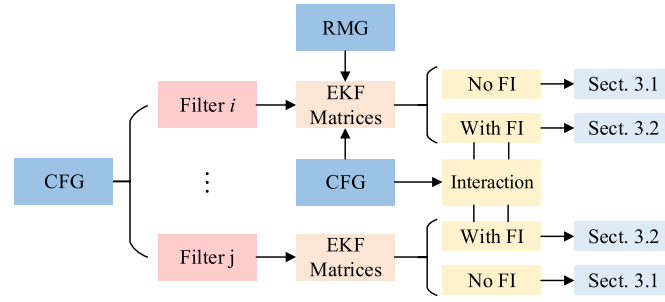 RMG
No FI
Sect. 3.1
Filter i
EKF
Matrices
With FI
Sect. 3.2
CFG
⋮
CFG
Interaction
With FI
Sect. 3.2
Filter j
EKF
Matrices
No FI
Sect. 3.1